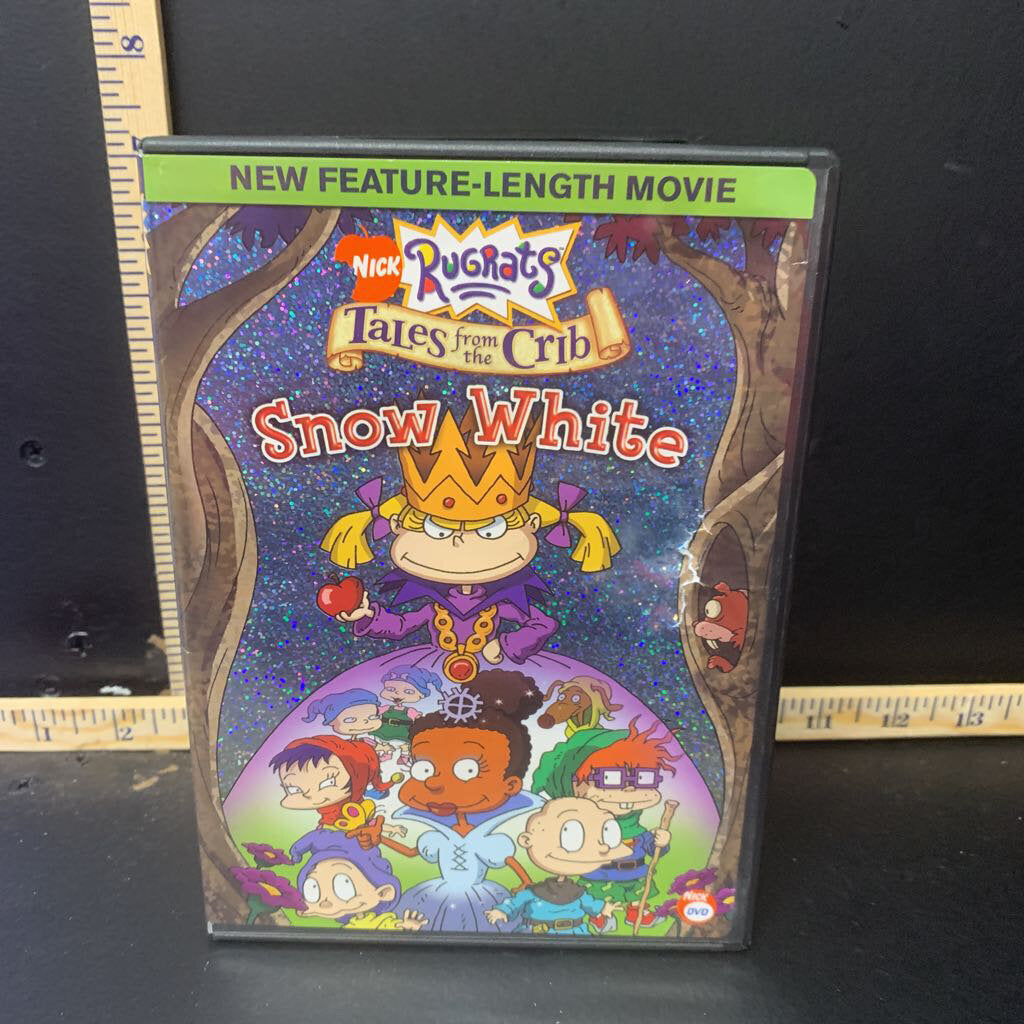 8
7
NEW FEATURE-LENGTH MOVIE
NICK
RUGRatS
TaLes from the CriB
Snow White
NICK
DVD
1 2
11 12 13